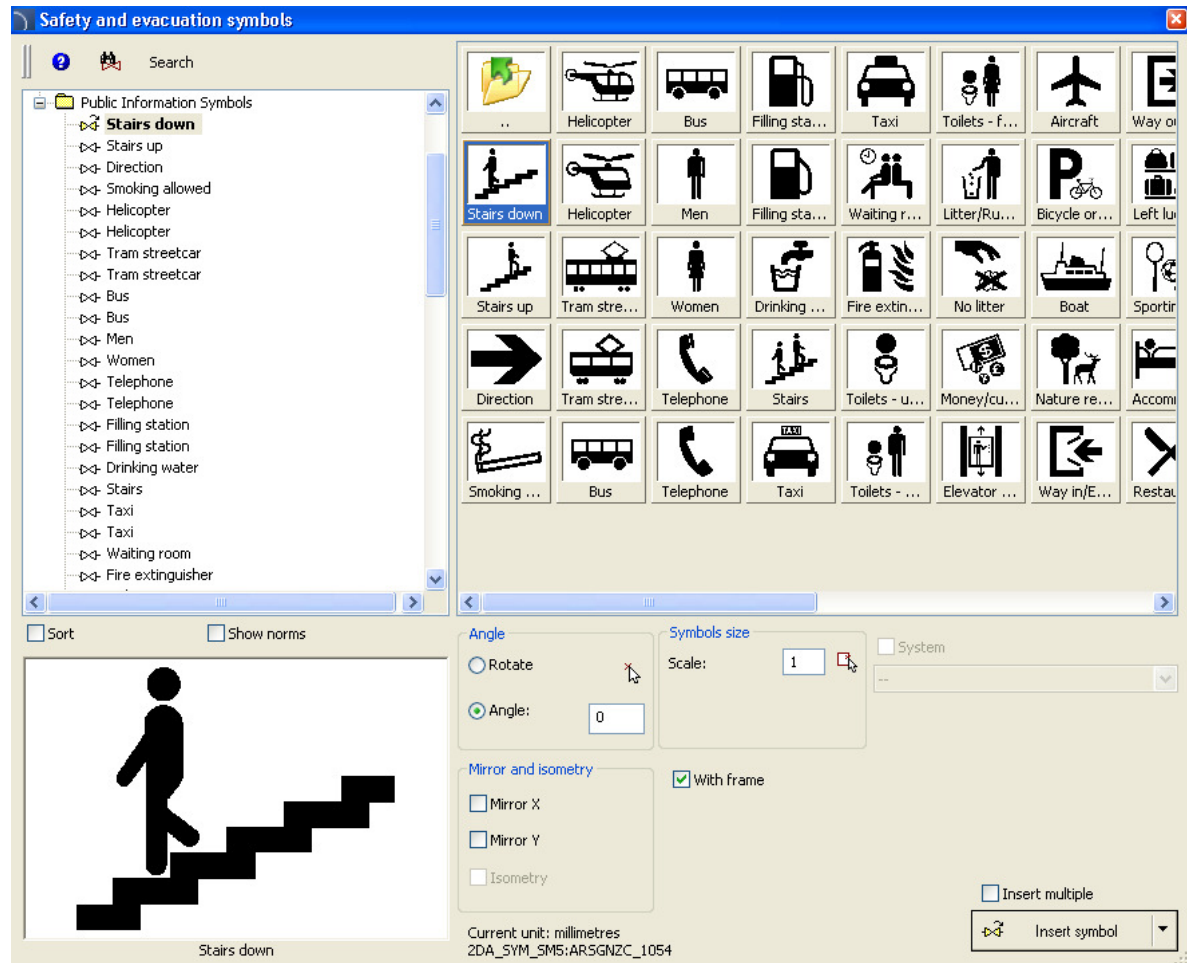 Safety and evacuation symbols
Search
Public Information Symbols
Stairs down
Stairs up
Direction
Smoking allowed
Helicopter
Helicopter
Tram streetcar
Tram streetcar
Bus
Bus
Men
Women
Telephone
Telephone
Filling station
Filling station
Drinking water
Stairs
Taxi
Taxi
Waiting room
Fire extinguisher
.. Helicopter Bus Filling sta... Taxi Toilets - f... Aircraft Way ou
Stairs down Helicopter Men Filling sta... Waiting r... Litter/Ru... Bicycle or... Left lug
Stairs up Tram stre... Women Drinking ... Fire extin... No litter Boat Sportin
Direction Tram stre... Telephone Stairs Toilets - u... Money/cu... Nature re... Accomm
TAXI
Smoking ... Bus Telephone Taxi Toilets - ... Elevator ... Way in/E... Restau
Sort Show norms
Stairs down
Angle
Rotate
Angle: 0
Symbols size
Scale: 1
System
--
Mirror and isometry
Mirror X
Mirror Y
Isometry
With frame
Current unit: millimetres
2DA_SYM_SM5:ARSGNZC_1054
Insert multiple
Insert symbol